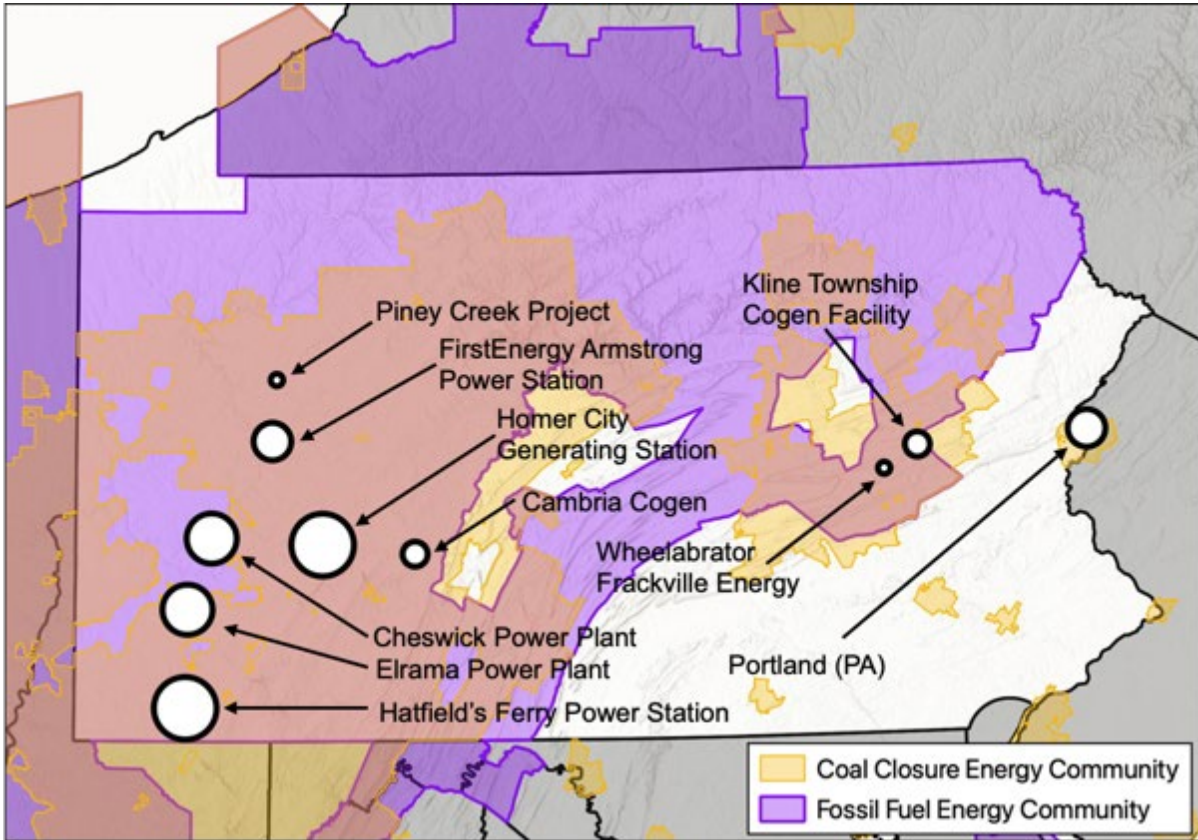 Kline Township
Cogen Facility
Piney Creek Project
FirstEnergy Armstrong
Power Station
Homer City
Generating Station
Cambria Cogen
Wheelabrator
Frackville Energy
Cheswick Power Plant
Elrama Power Plant
Portland (PA)
Hatfield's Ferry Power Station
Coal Closure Energy Community
Fossil Fuel Energy Community